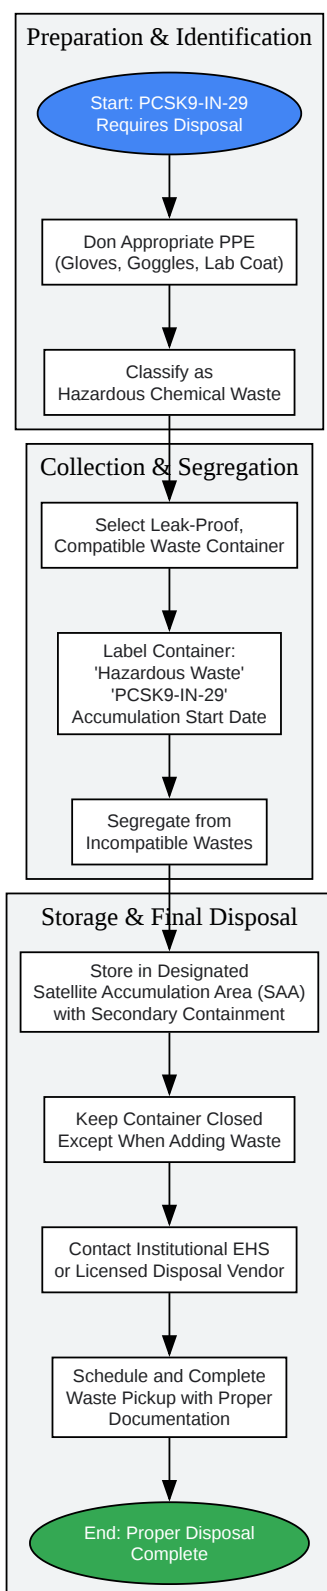 Preparation & Identification
Start: PCSK9-IN-29
Requires Disposal
Don Appropriate PPE
(Gloves, Goggles, Lab Coat)
Classify as
Hazardous Chemical Waste
Collection & Segregation
Select Leak-Proof,
Compatible Waste Container
Label Container:
'Hazardous Waste'
'PCSK9-IN-29'
Accumulation Start Date
Segregate from
Incompatible Wastes
Storage & Final Disposal
Store in Designated
Satellite Accumulation Area (SAA)
with Secondary Containment
Keep Container Closed
Except When Adding Waste
Contact Institutional EHS
or Licensed Disposal Vendor
Schedule and Complete
Waste Pickup with Proper
Documentation
End: Proper Disposal
Complete